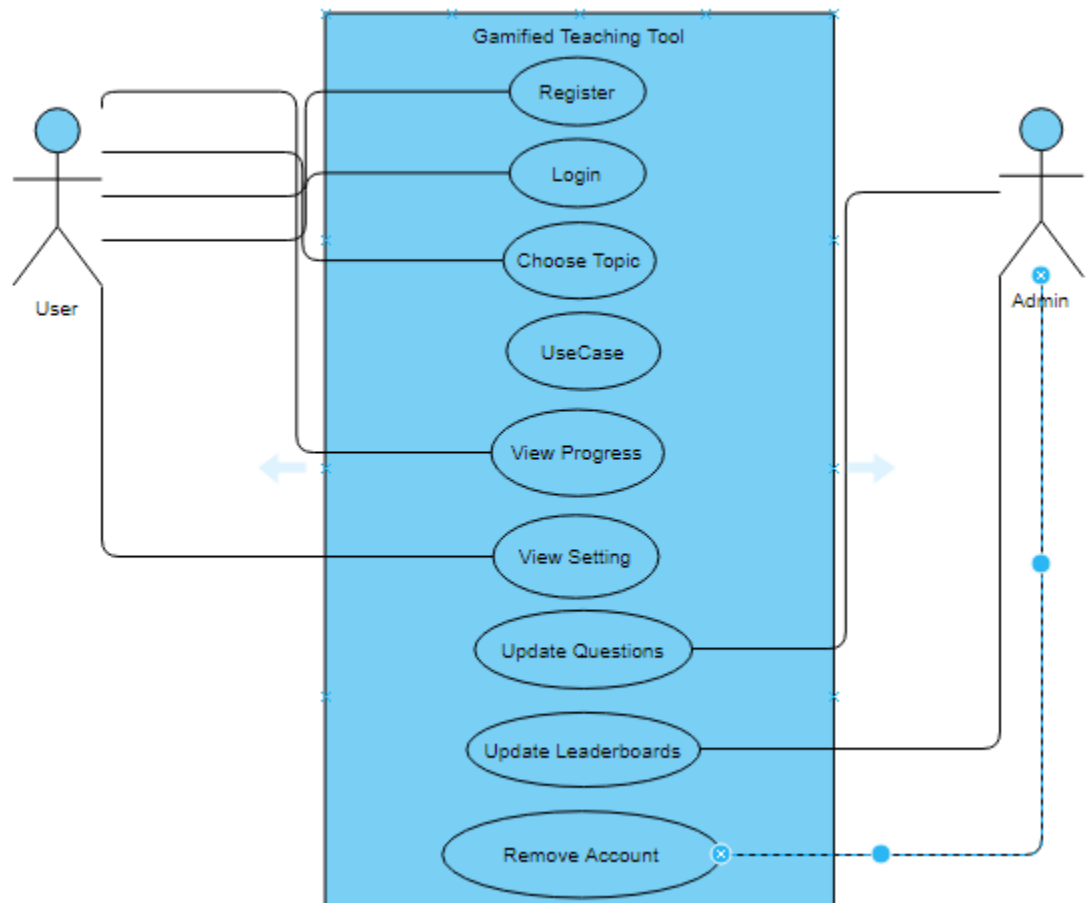 Gamified Teaching Tool
Register
Login
Choose Topic
User
Admin
UseCase
View Progress
View Setting
Update Questions
Update Leaderboards
Remove Account